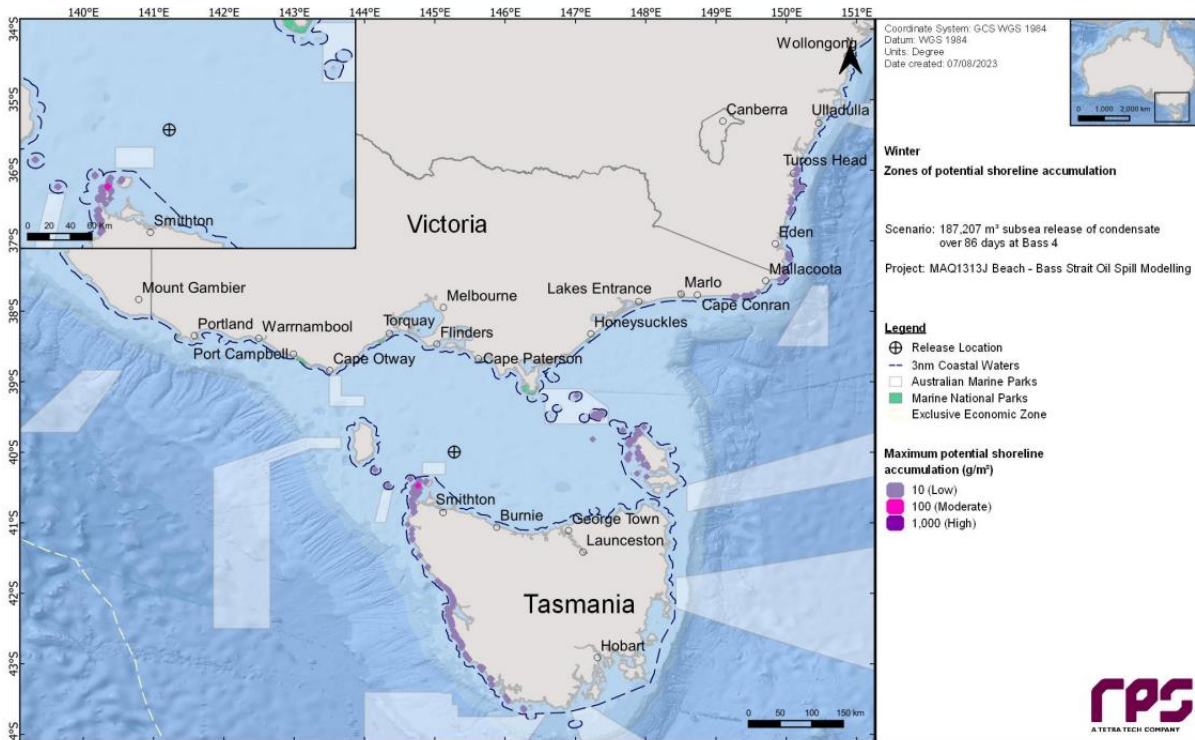 140°E 141°E 142°E 143°E 144°E 145°E 146°E 147°E 148°E 149°E 150°E 151°E
34°S
35°S
36°S
37°S
38°S
39°S
40°S
41°S
42°S
43°S
44°S
Smithton
0 20 40 60 Km
Wollongong
Canberra
Ulladulla
Tuross Head
Victoria
Eden
Mallacoota
Mount Gambier
Melbourne
Lakes Entrance
Marlo
Cape Conran
Portland
Warrnambool
Torquay
Flinders
Honeysuckles
Port Campbell
Cape Otway
Cape Paterson
Smithton
Burnie
George Town
Launceston
Tasmania
Hobart
0 50 100 150 km
Coordinate System: GCS WGS 1984
Datum: WGS 1984
Units: Degree
Date created: 07/08/2023
0 1,000 2,000 km
Winter
Zones of potential shoreline accumulation
Scenario: 187,207 m³ subsea release of condensate
over 86 days at Bass 4
Project: MAQ1313J Beach - Bass Strait Oil Spill Modelling
Legend
Release Location
3nm Coastal Waters
Australian Marine Parks
Marine National Parks
Exclusive Economic Zone
Maximum potential shoreline
accumulation (g/m²)
10 (Low)
100 (Moderate)
1,000 (High)
rps
A TETRA TECH COMPANY